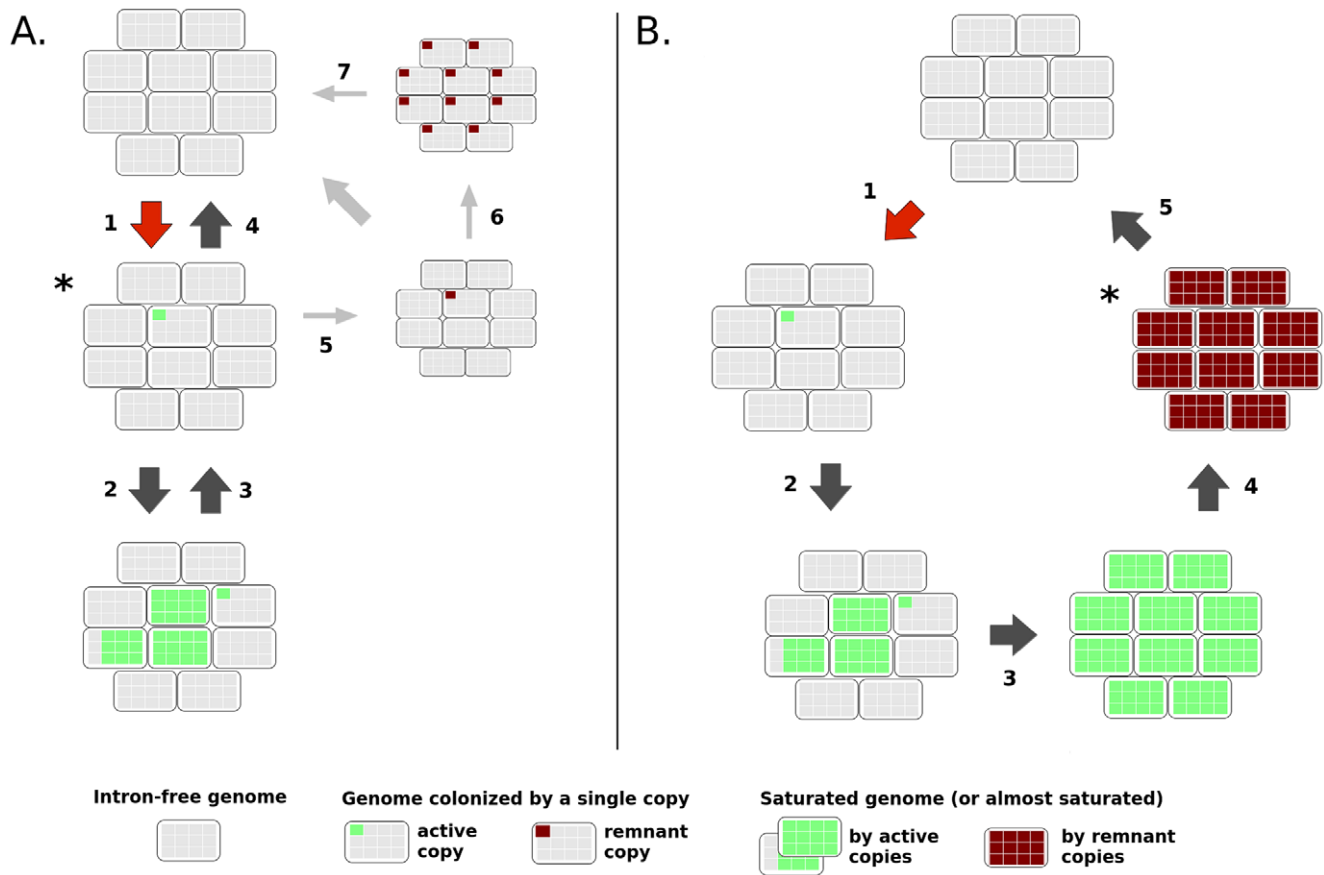 A.
7
1
4
6
*
5
2
3
B.
1
5
*
2
4
3
Intron-free genome
Genome colonized by a single copy
active
copy
remnant
copy
Saturated genome (or almost saturated)
by active
copies
by remnant
copies